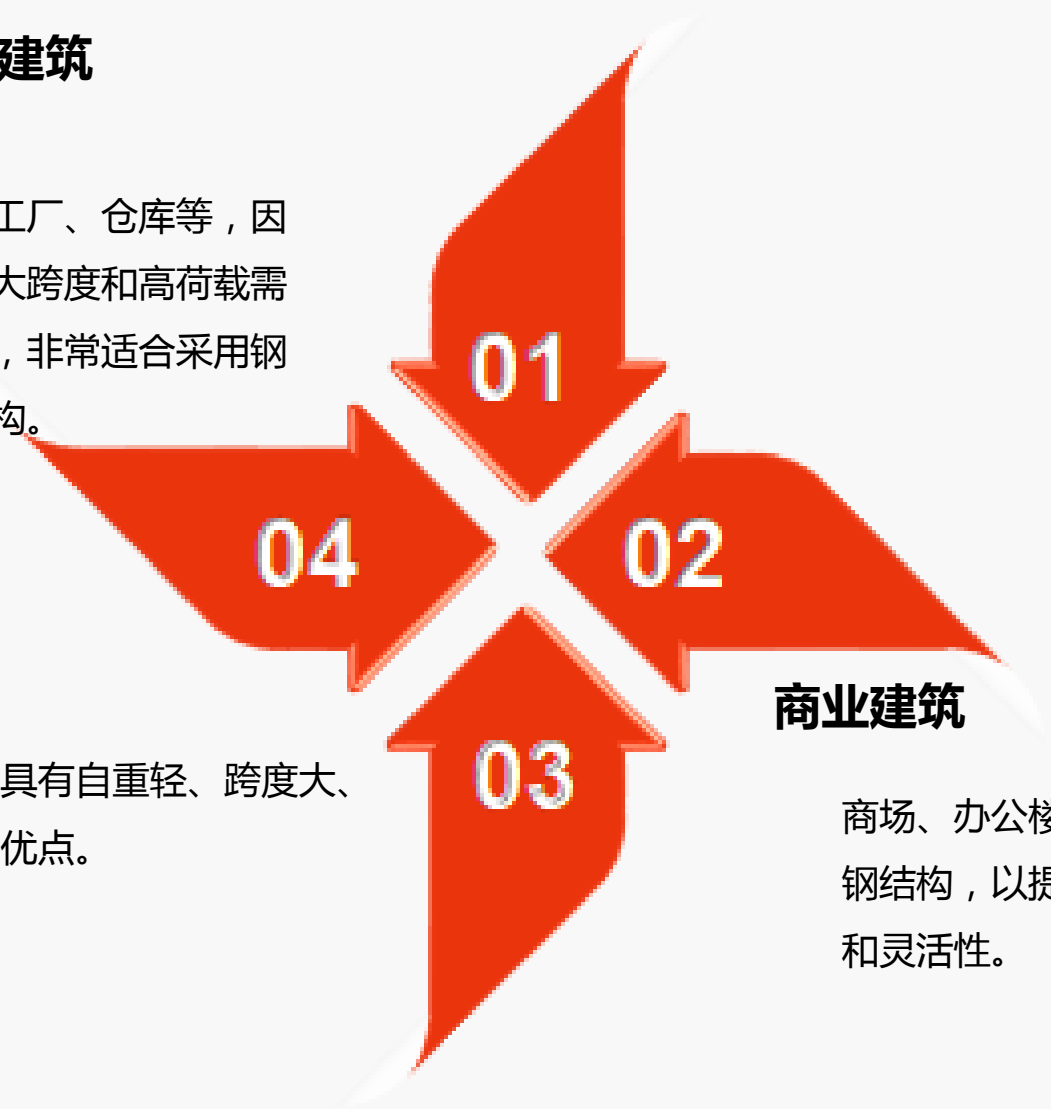 建筑
工厂、仓库等，因
大跨度和高荷载需
，非常适合采用钢
构。
01
04
02
03
商业建筑
具有自重轻、跨度大、
优点。
商场、办公楼
钢结构，以提
和灵活性。